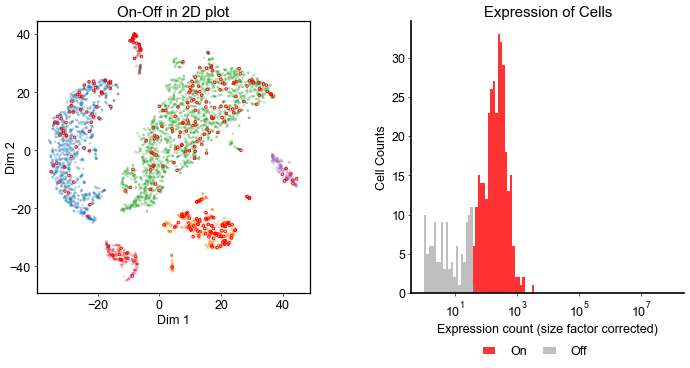 On-Off in 2D plot
40
20
0
−20
−40
Dim 2
−20
0
20
40
Dim 1
Expression of Cells
30
25
20
15
10
5
0
Cell Counts
10^1
10^3
10^5
10^7
Expression count (size factor corrected)
On
Off